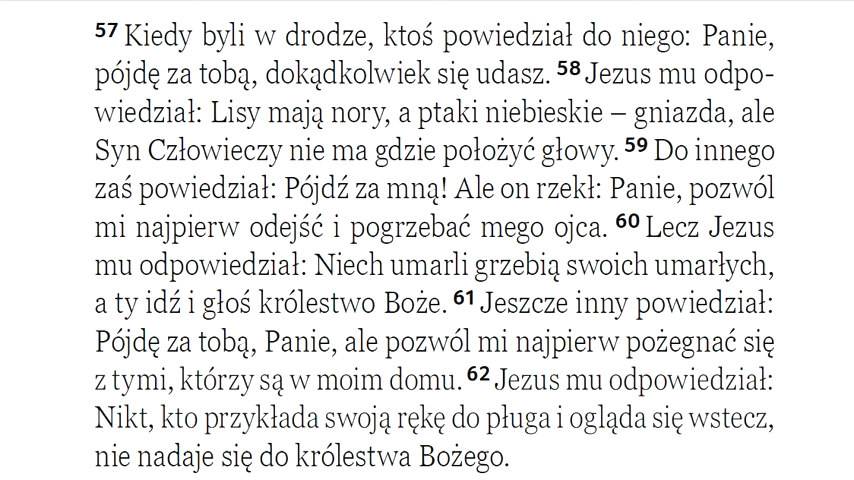 57 Kiedy byli w drodze, ktoś powiedział do niego: Panie,
pójdę za tobą, dokądkolwiek się udasz. 58 Jezus mu odpo-
wiedział: Lisy mają nory, a ptaki niebieskie – gniazda, ale
Syn Człowieczy nie ma gdzie położyć głowy. 59 Do innego
zaś powiedział: Pójdź za mną! Ale on rzekł: Panie, pozwól
mi najpierw odejść i pogrzebać mego ojca. 60 Lecz Jezus
mu odpowiedział: Niech umarli grzebią swoich umarłych,
a ty idź i głoś królestwo Boże. 61 Jeszcze inny powiedział:
Pójdę za tobą, Panie, ale pozwól mi najpierw pożegnać się
z tymi, którzy są w moim domu. 62 Jezus mu odpowiedział:
Nikt, kto przykłada swoją rękę do pługa i ogląda się wstecz,
nie nadaje się do królestwa Bożego.